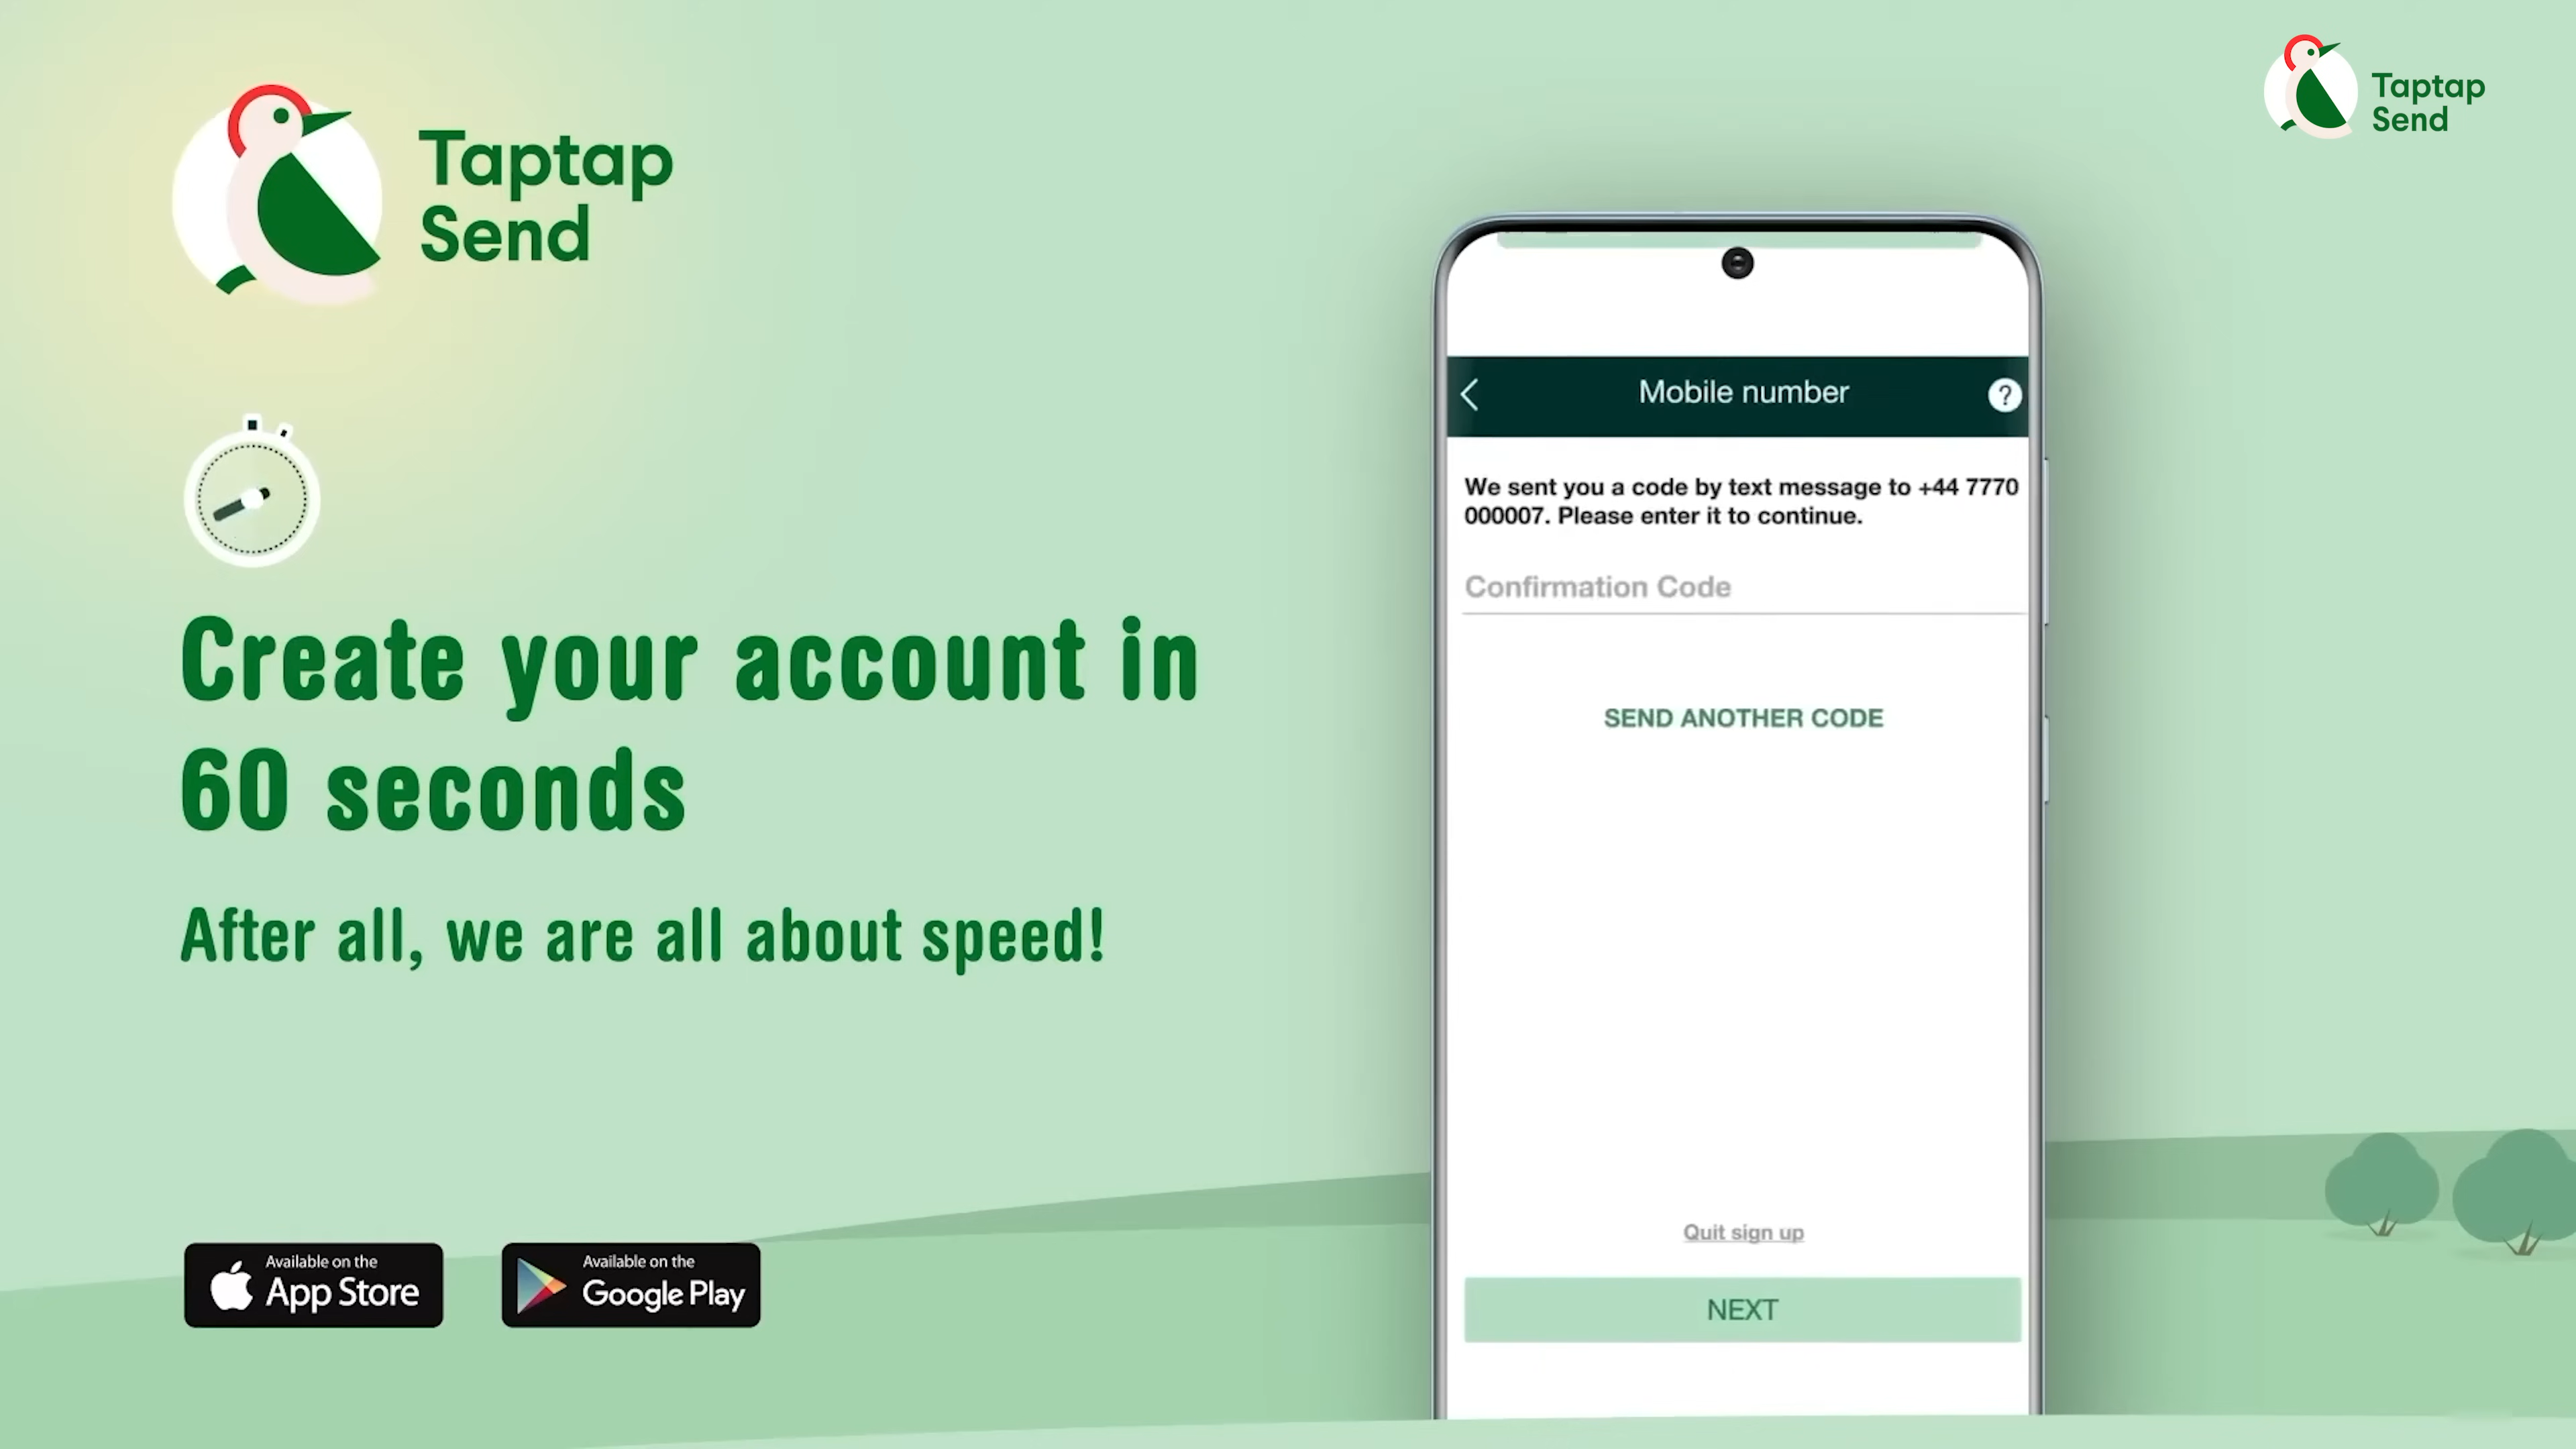 Taptap
Send
Taptap
Send
Create your account in
60 seconds
After all, we are all about speed!
Available on the
App Store
Available on the
Google Play
Mobile number
?
We sent you a code by text message to +44 7770
000007. Please enter it to continue.
Confirmation Code
SEND ANOTHER CODE
Quit sign up
NEXT